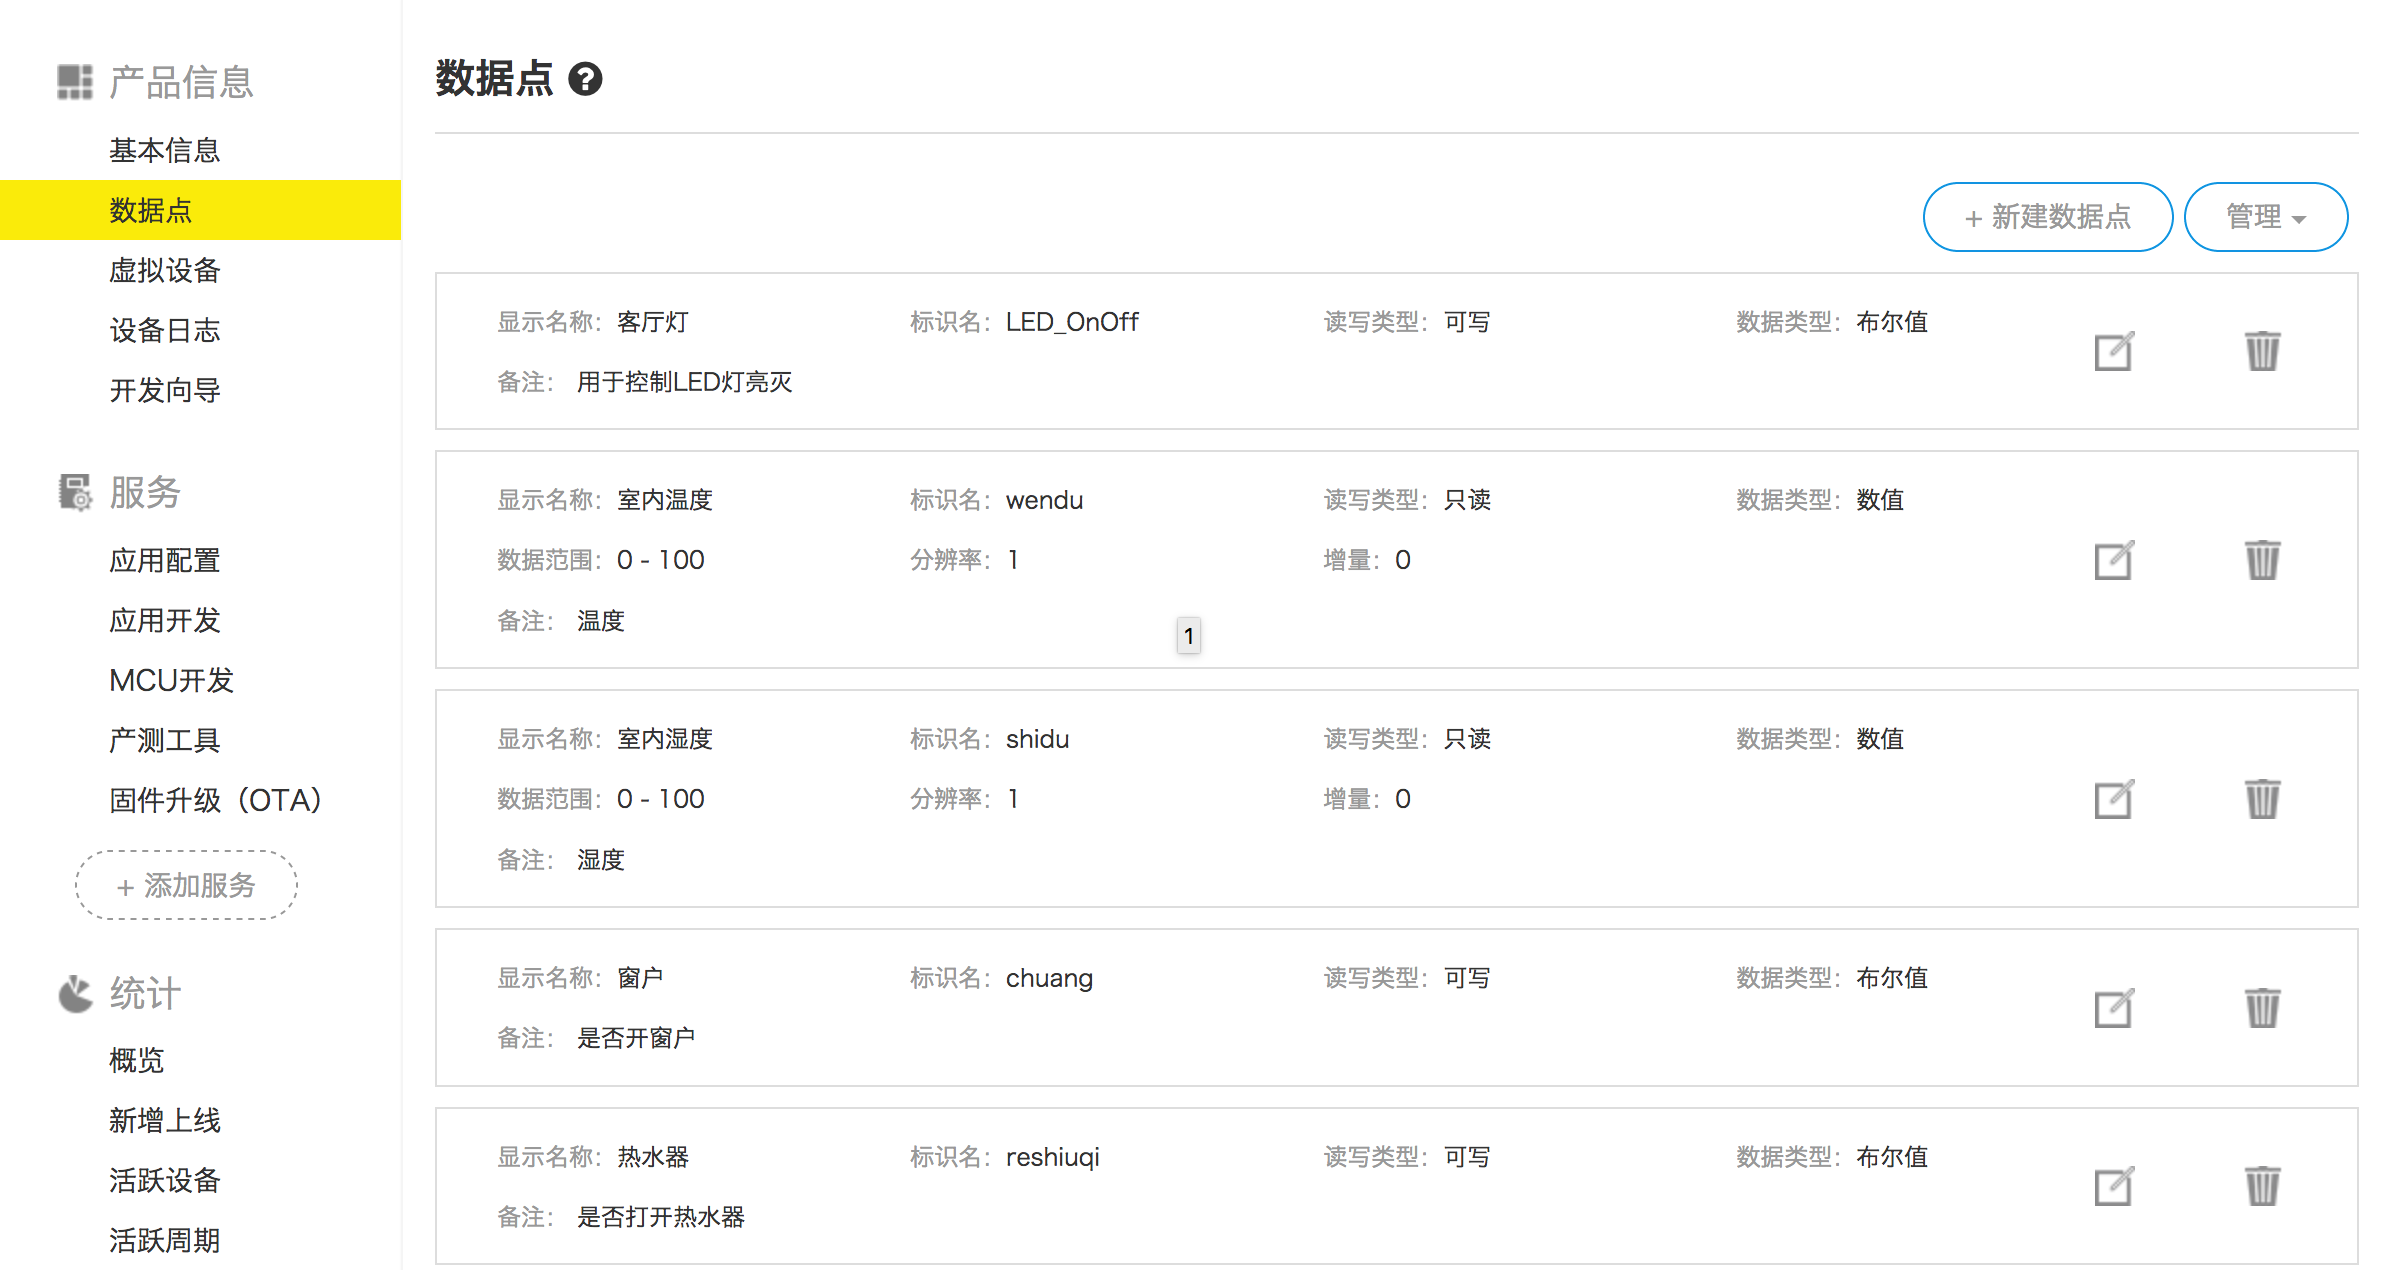 产品信息
基本信息
数据点
虚拟设备
设备日志
开发向导
服务
应用配置
应用开发
MCU开发
产测工具
固件升级（OTA）
+ 添加服务
统计
概览
新增上线
活跃设备
活跃周期
数据点 ?
+ 新建数据点 管理
显示名称： 客厅灯 标识名： LED_OnOff 读写类型： 可写 数据类型： 布尔值
备注： 用于控制LED灯亮灭
显示名称： 室内温度 标识名： wendu 读写类型： 只读 数据类型： 数值
数据范围： 0 - 100 分辨率： 1 增量： 0
备注： 温度
1
显示名称： 室内湿度 标识名： shidu 读写类型： 只读 数据类型： 数值
数据范围： 0 - 100 分辨率： 1 增量： 0
备注： 湿度
显示名称： 窗户 标识名： chuang 读写类型： 可写 数据类型： 布尔值
备注： 是否开窗户
显示名称： 热水器 标识名： reshiuqi 读写类型： 可写 数据类型： 布尔值
备注： 是否打开热水器